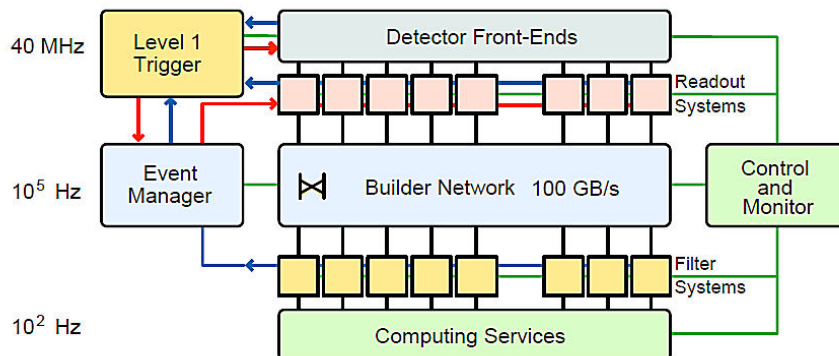 40 MHz
Level 1
Trigger
Detector Front-Ends
Readout
Systems
10⁵ Hz
Event
Manager
Builder Network 100 GB/s
Control
and
Monitor
Filter
Systems
10² Hz
Computing Services